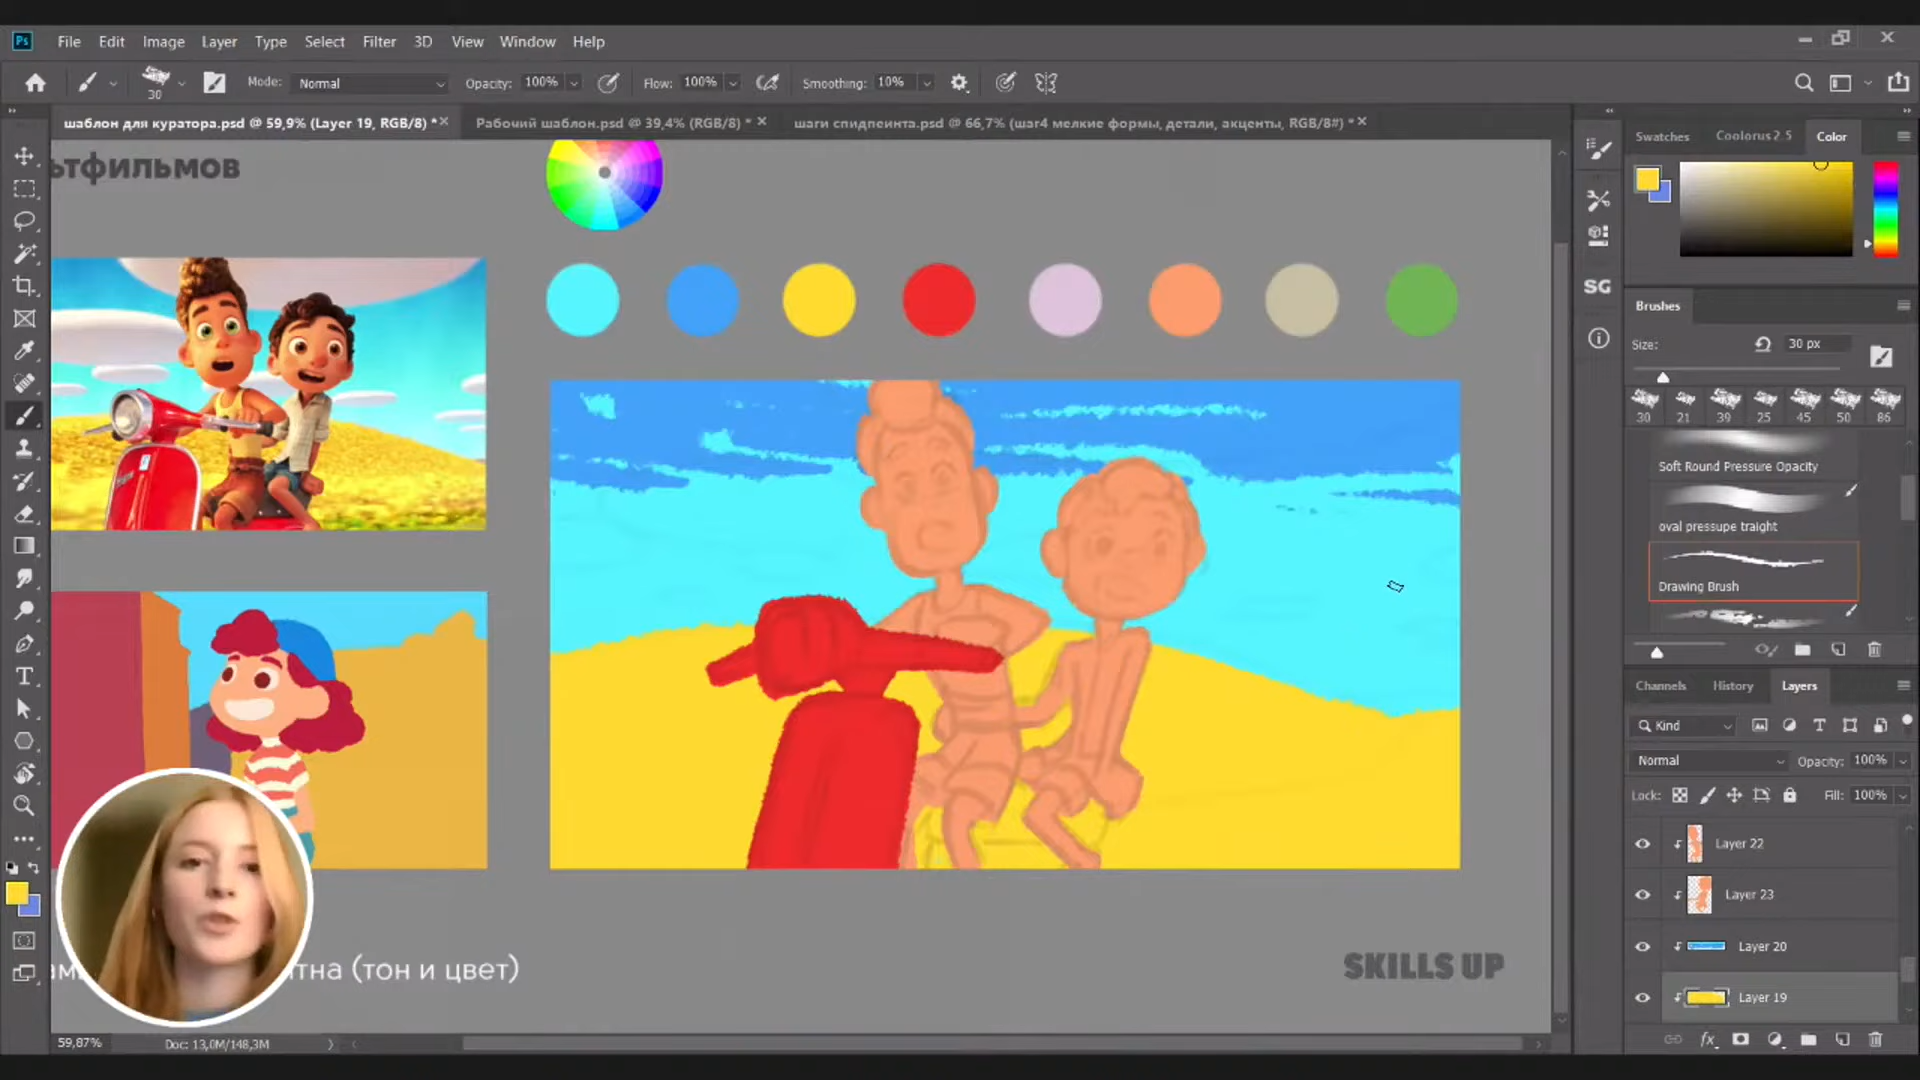 Ps File Edit Image Layer Type Select Filter 3D View Window Help
30 Mode: Normal Opacity: 100% Flow: 100% Smoothing: 10%
шаблон для куратора.psd @ 59,9% (Layer 19, RGB/8) * Рабочий шаблон.psd @ 39,4% (RGB/8) * шаги спидпеинта.psd @ 66,7% (шаг4 мелкие формы, детали, акценты, RGB/8#) *
Swatches Coolorus 2.5 Color
ьтфильмов
SG
Brushes
Size: 30 px
30 21 39 25 45 50 86
Soft Round Pressure Opacity
oval pressupe traight
Drawing Brush
Channels History Layers
Kind
Normal Opacity: 100%
Lock: Fill: 100%
Layer 22
Layer 23
Layer 20
Layer 19
тна (тон и цвет)
SKILLS UP
59,87% Doc: 13,0M/148,3M
fx